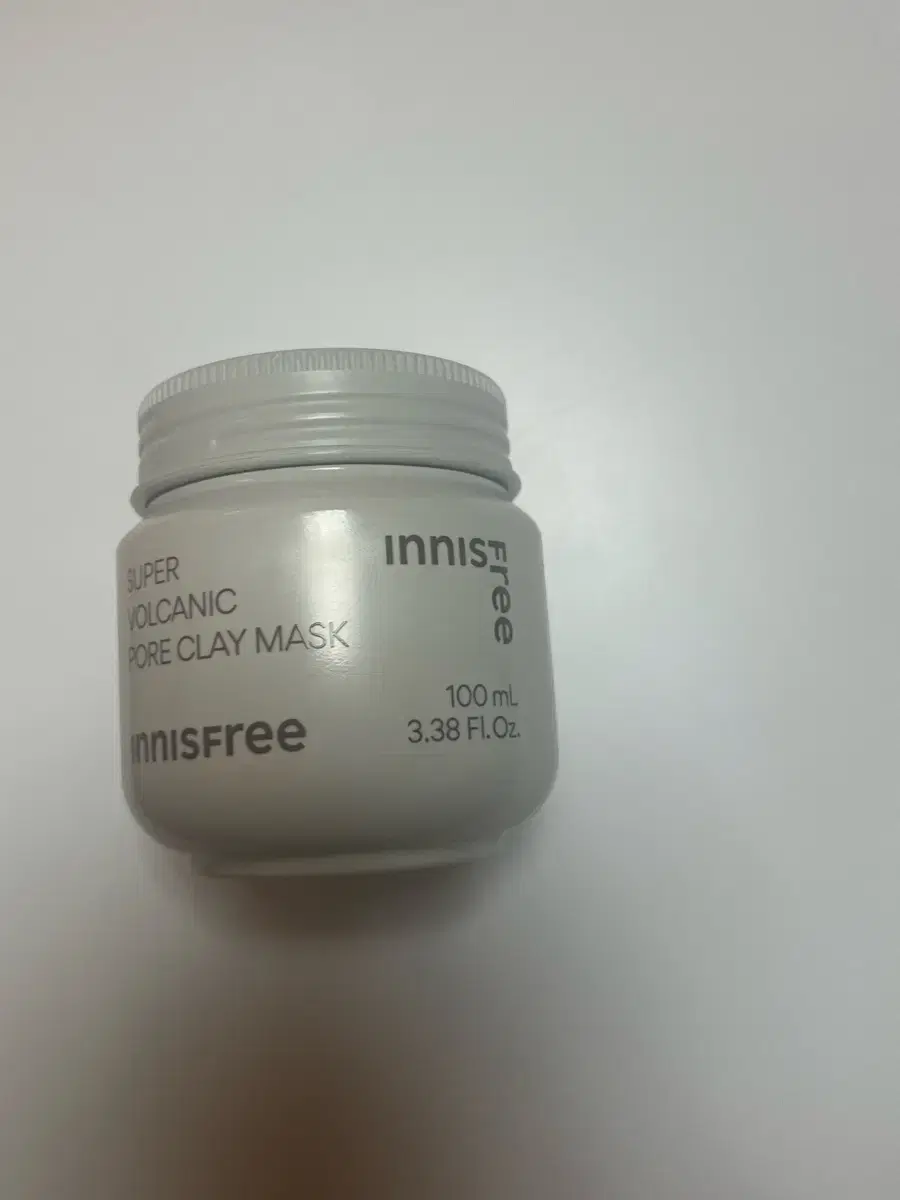 SUPER
VOLCANIC
PORE CLAY MASK
INNISFree
INNISFree
100 mL
3.38 Fl.Oz.